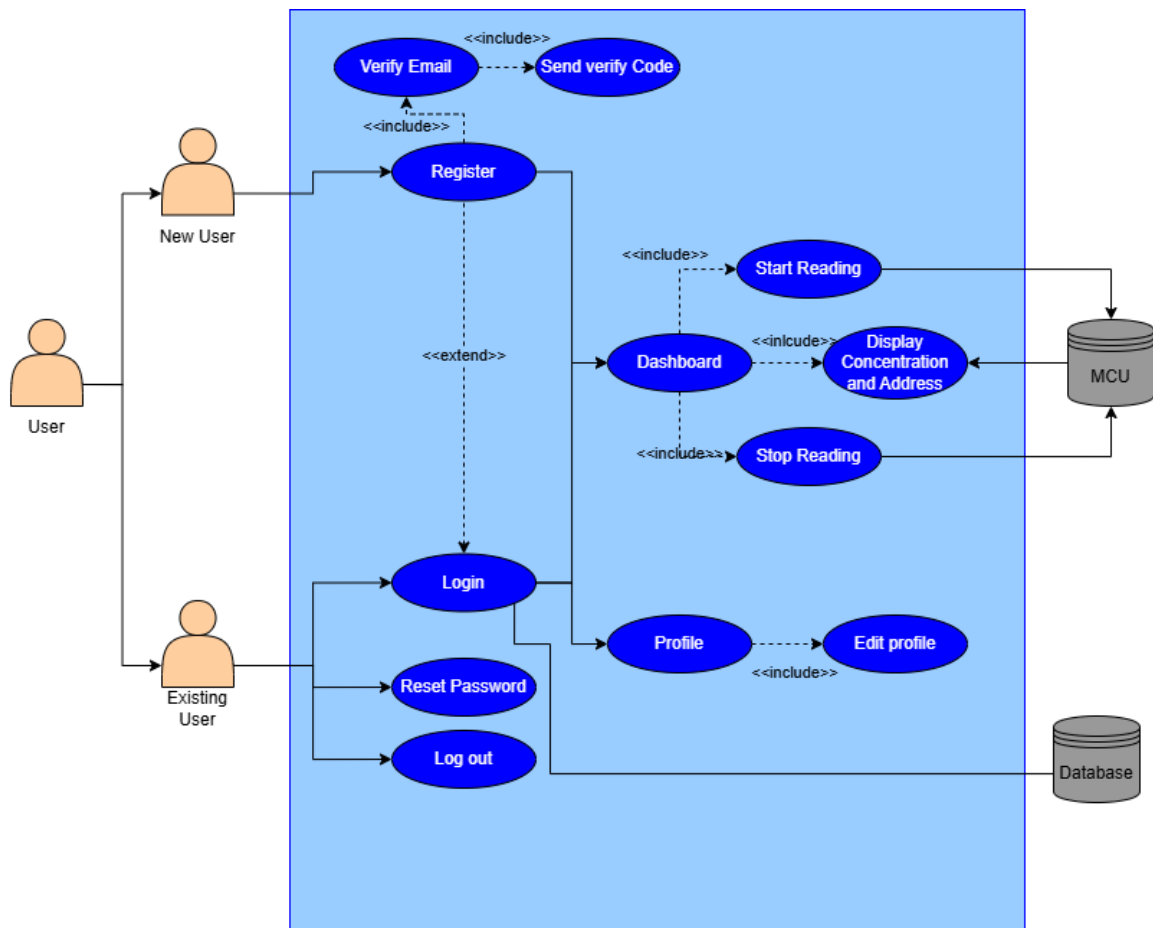 <<include>>
Verify Email
Send verify Code
<<include>>
Register
New User
<<include>>
Start Reading
<<extend>>
Dashboard
<<inlcude>>
Display
Concentration
and Address
MCU
User
<<include>>
Stop Reading
Login
Profile
Edit profile
<<include>>
Existing
User
Reset Password
Log out
Database